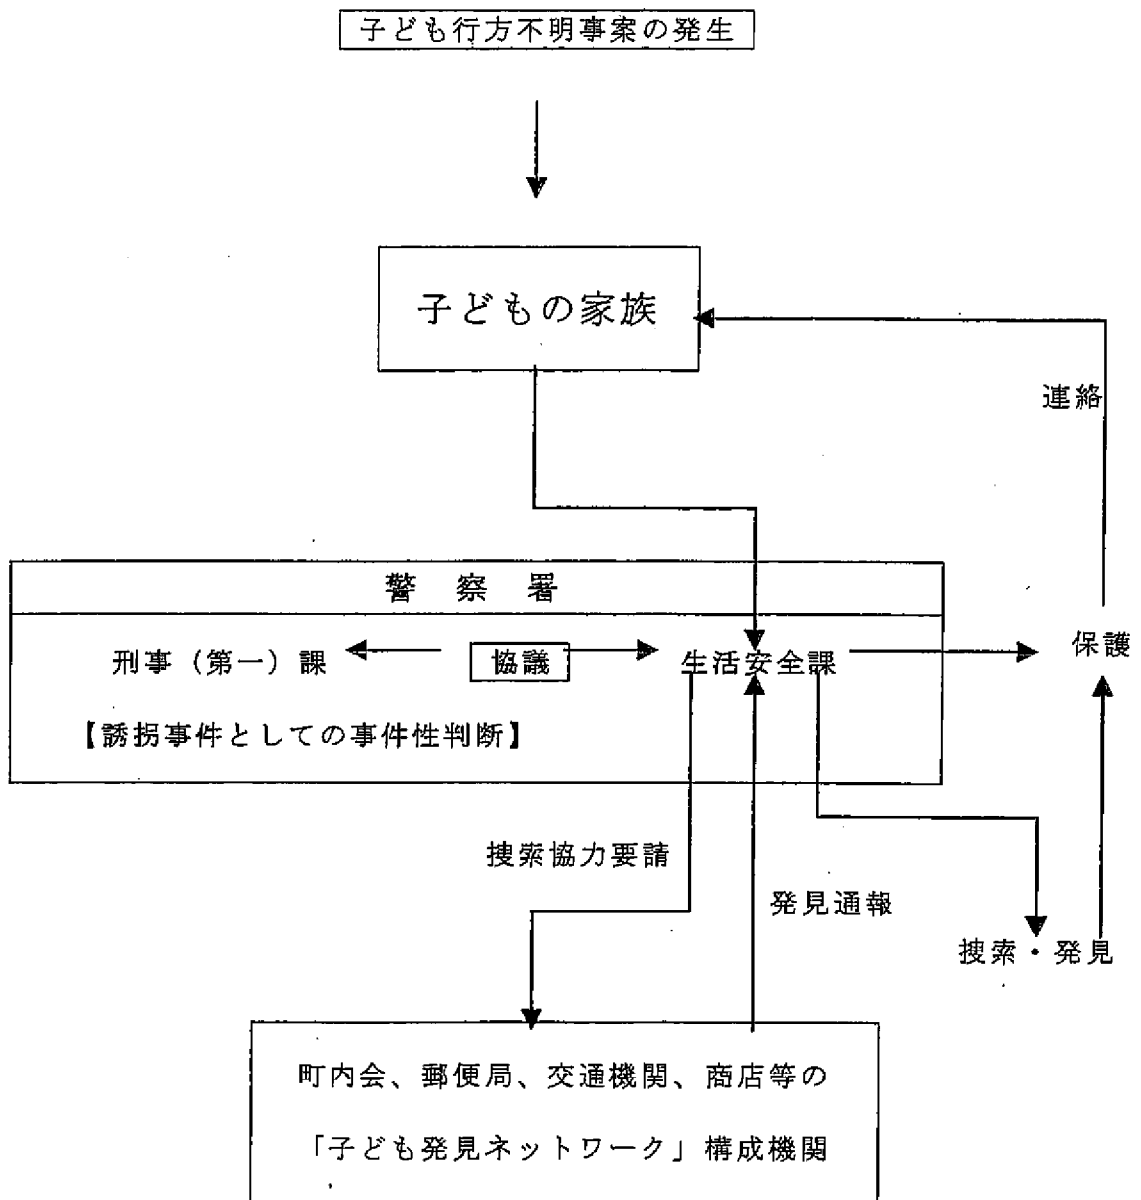 子ども行方不明事案の発生
子どもの家族
連絡
警察署
刑事（第一）課
協議
生活安全課
保護
【誘拐事件としての事件性判断】
捜索協力要請
発見通報
捜索・発見
町内会、郵便局、交通機関、商店等の
「子ども発見ネットワーク」構成機関